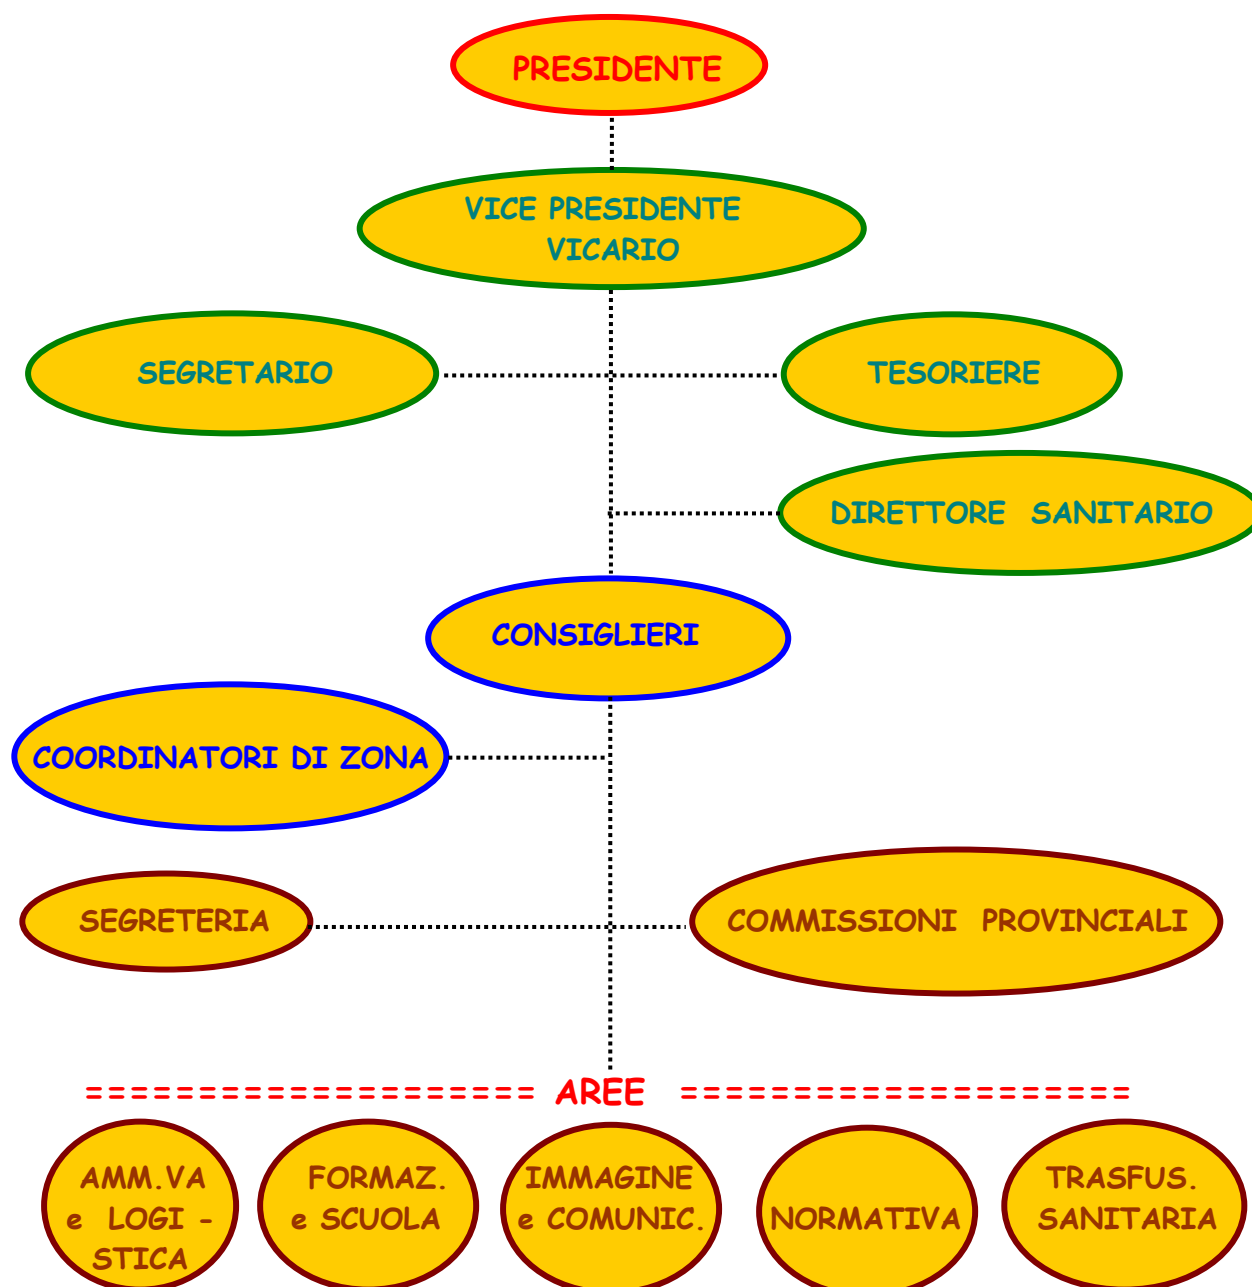 PRESIDENTE
VICE PRESIDENTE
VICARIO
SEGRETARIO
TESORIERE
DIRETTORE SANITARIO
CONSIGLIERI
COORDINATORI DI ZONA
SEGRETERIA
COMMISSIONI PROVINCIALI
==================== AREE ====================
AMM.VA
e LOGI -
STICA
FORMAZ.
e SCUOLA
IMMAGINE
e COMUNIC.
NORMATIVA
TRASFUS.
SANITARIA